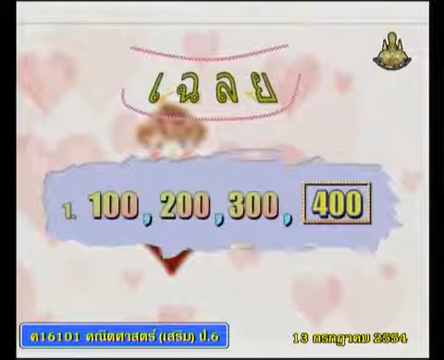 เฉลย
1. 100, 200, 300, 400
ค16101 คณิตศาสตร์ (เสริม) ป.6
13 กรกฎาคม 2554